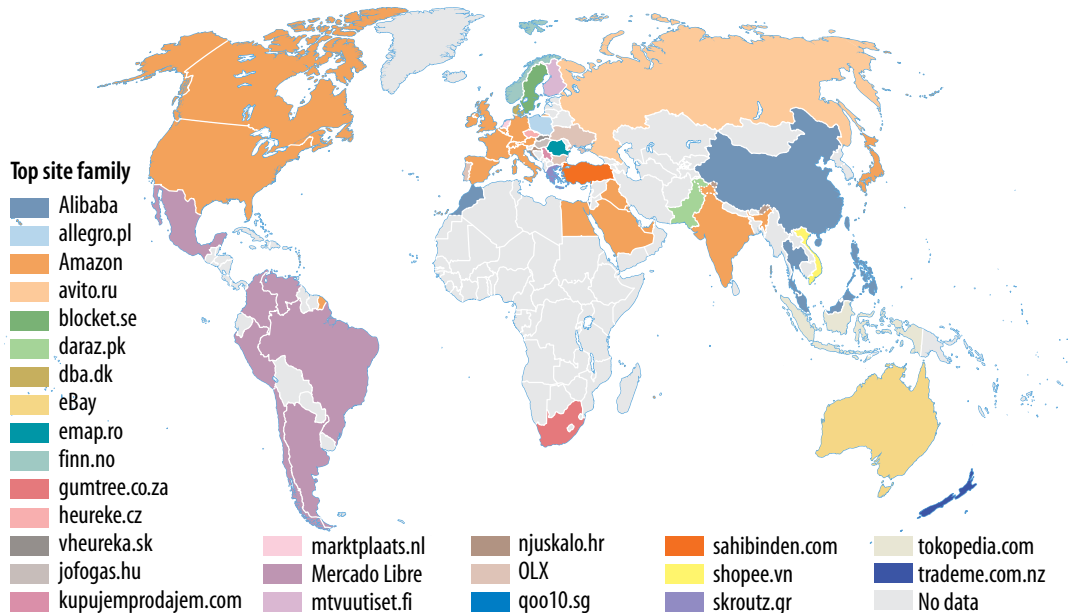 Top site family
Alibaba
allegro.pl
Amazon
avito.ru
blocket.se
daraz.pk
dba.dk
eBay
emap.ro
finn.no
gumtree.co.za
heureke.cz
vheureka.sk
jofogas.hu
kupujemprodajem.com
marktplaats.nl
Mercado Libre
mtvuutiset.fi
njuskalo.hr
OLX
qoo10.sg
sahibinden.com
shopee.vn
skroutz.gr
tokopedia.com
trademe.com.nz
No data